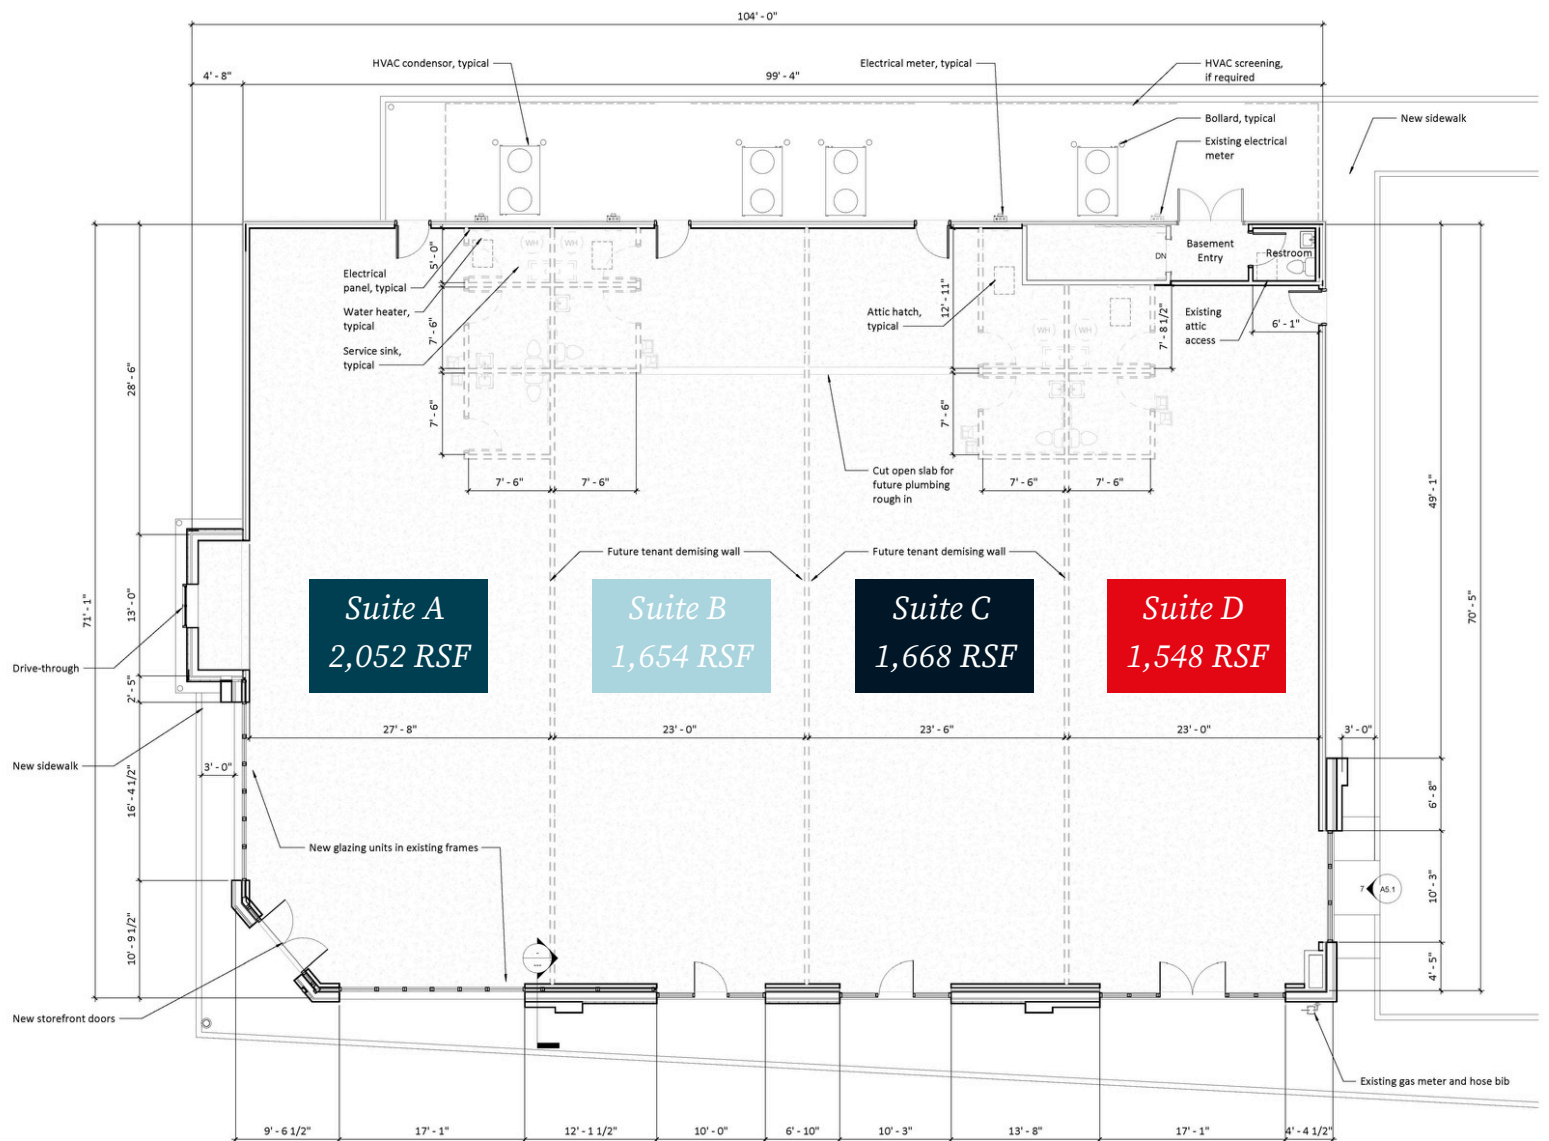 104' - 0"
4' - 8"
99' - 4"
HVAC condensor, typical
Electrical meter, typical
HVAC screening,
if required
Bollard, typical
New sidewalk
Existing electrical
meter
Basement
Entry
Restroom
DN
WH
WH
5' - 0"
Electrical
panel, typical
Water heater,
typical
Service sink,
typical
7' - 6"
7' - 6"
12' - 11"
Attic hatch,
typical
WH
WH
7' - 8 1/2"
Existing
attic
access
6' - 1"
7' - 6"
28' - 6"
7' - 6"
7' - 6"
7' - 6"
7' - 6"
Cut open slab for
future plumbing
rough in
49' - 1"
Future tenant demising wall
Future tenant demising wall
71' - 1"
13' - 0"
70' - 5"
Suite A
2,052 RSF
Suite B
1,654 RSF
Suite C
1,668 RSF
Suite D
1,548 RSF
Drive-through
2' - 5"
27' - 8"
23' - 0"
23' - 6"
23' - 0"
3' - 0"
New sidewalk
3' - 0"
16' - 4 1/2"
6' - 8"
New glazing units in existing frames
7
A5.1
10' - 3"
10' - 9 1/2"
4' - 5"
New storefront doors
Existing gas meter and hose bib
9' - 6 1/2"
17' - 1"
12' - 1 1/2"
10' - 0"
6' - 10"
10' - 3"
13' - 8"
17' - 1"
4' - 4 1/2"